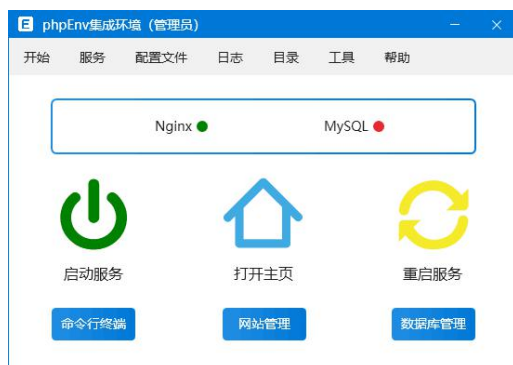 E phpEnv集成环境（管理员）
开始 服务 配置文件 日志 目录 工具 帮助
Nginx MySQL
启动服务 打开主页 重启服务
命令行终端 网站管理 数据库管理